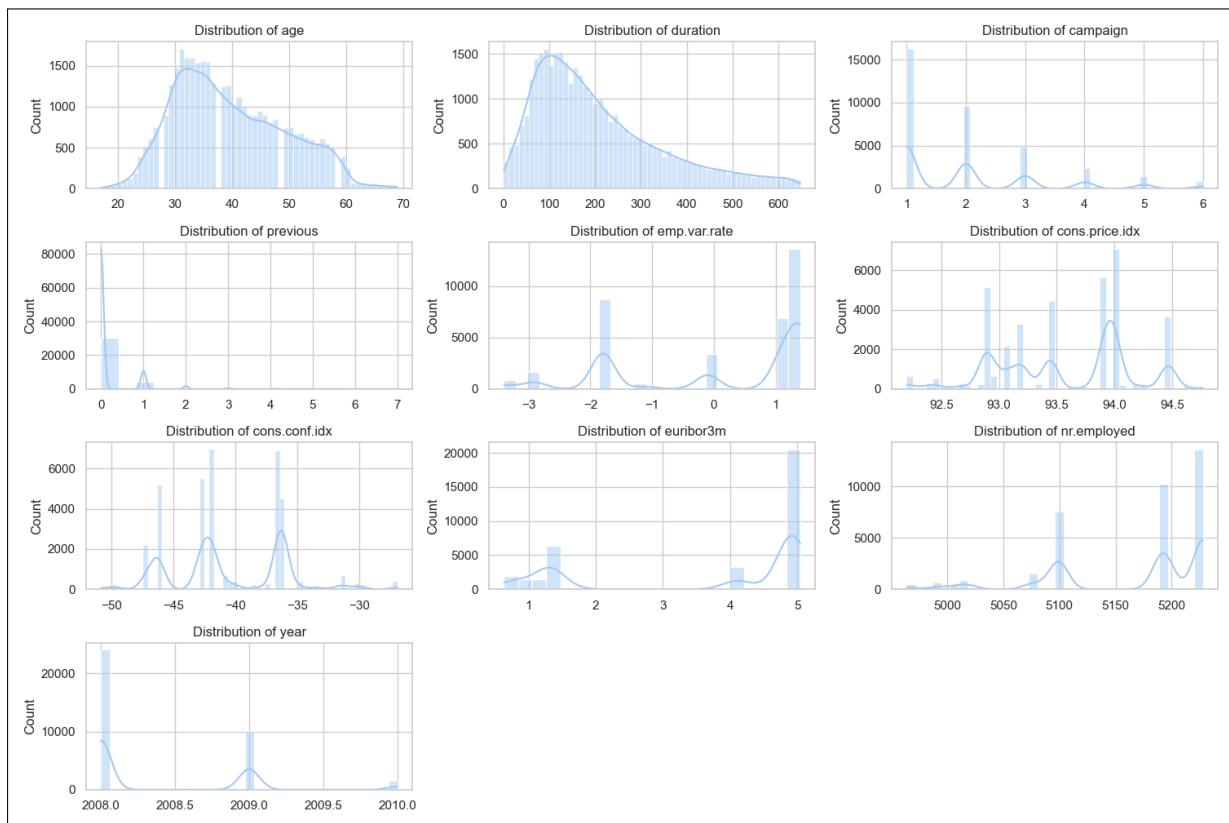 Distribution of age
Count
1500
1000
500
0
20 30 40 50 60 70
Distribution of duration
Count
1500
1000
500
0
0 100 200 300 400 500 600
Distribution of campaign
Count
15000
10000
5000
0
1 2 3 4 5 6
Distribution of previous
Count
80000
60000
40000
20000
0
0 1 2 3 4 5 6 7
Distribution of emp.var.rate
Count
10000
5000
0
−3 −2 −1 0 1
Distribution of cons.price.idx
Count
6000
4000
2000
0
92.5 93.0 93.5 94.0 94.5
Distribution of cons.conf.idx
Count
6000
4000
2000
0
−50 −45 −40 −35 −30
Distribution of euribor3m
Count
20000
15000
10000
5000
0
1 2 3 4 5
Distribution of nr.employed
Count
10000
5000
0
5000 5050 5100 5150 5200
Distribution of year
Count
20000
10000
0
2008.0 2008.5 2009.0 2009.5 2010.0